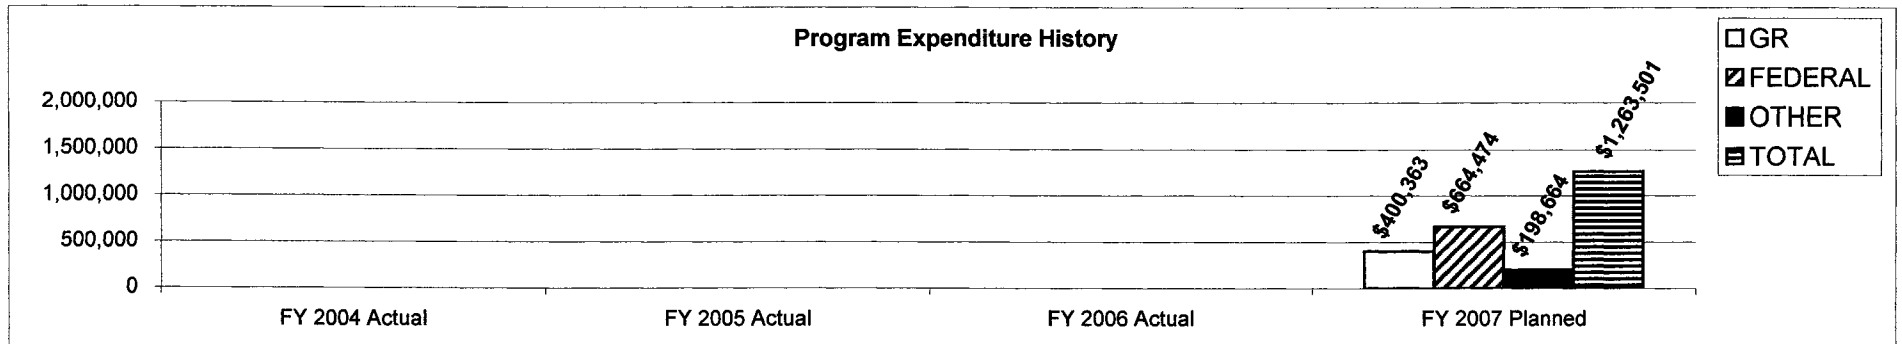 Program Expenditure History
GR
FEDERAL
OTHER
TOTAL
2,000,000
1,500,000
1,000,000
500,000
0
$400,363
$664,474
$198,664
$1,263,501
FY 2004 Actual
FY 2005 Actual
FY 2006 Actual
FY 2007 Planned